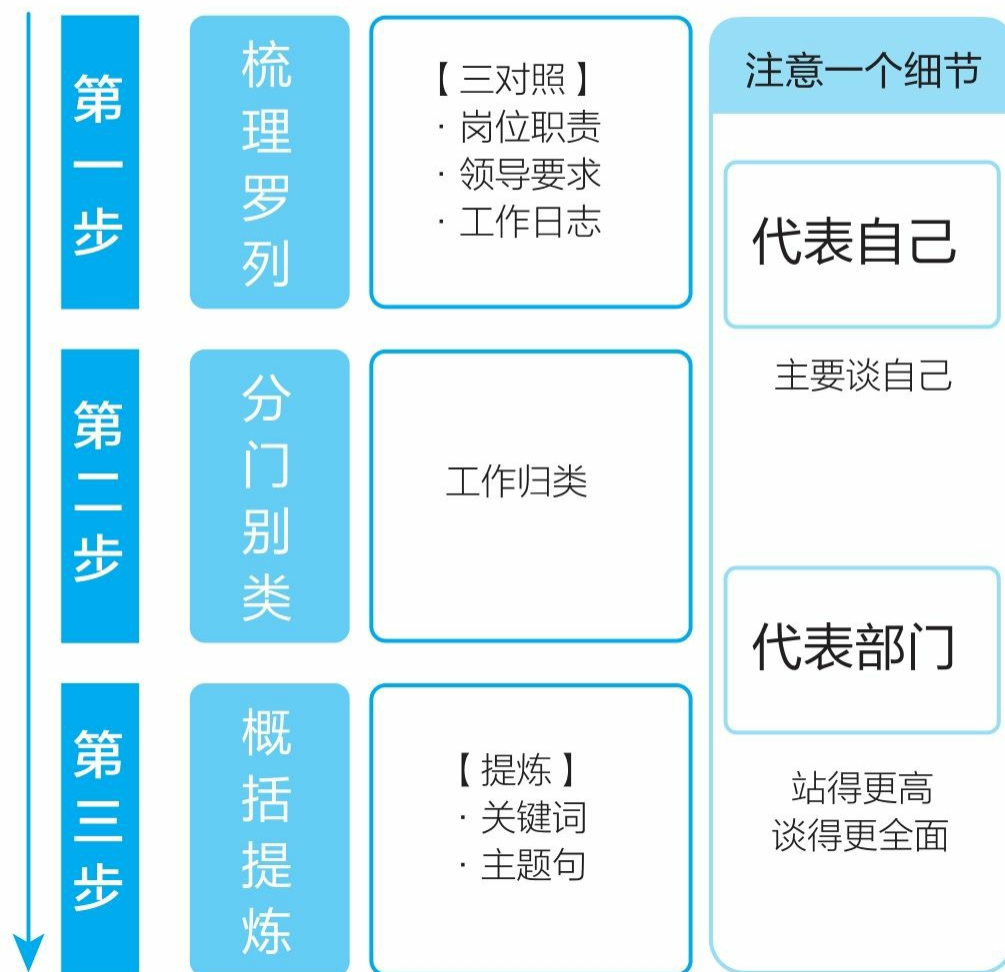 第一步
梳理罗列
【三对照】
· 岗位职责
· 领导要求
· 工作日志
第二步
分门别类
工作归类
第三步
概括提炼
【提炼】
· 关键词
· 主题句
注意一个细节
代表自己
主要谈自己
代表部门
站得更高
谈得更全面